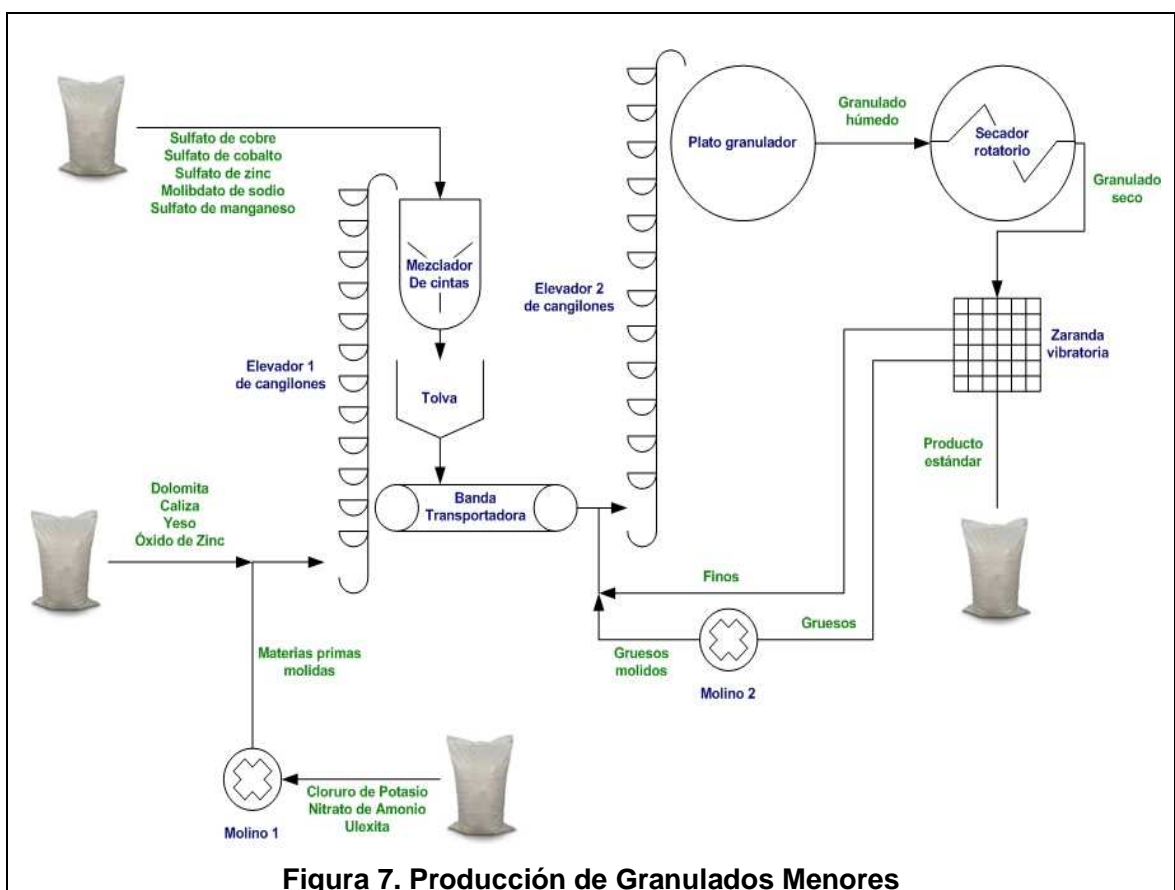 Sulfato de cobre
Sulfato de cobalto
Sulfato de zinc
Molibdato de sodio
Sulfato de manganeso
Mezclador
De cintas
Elevador 1
de cangilones
Tolva
Banda
Transportadora
Dolomita
Caliza
Yeso
Óxido de Zinc
Materias primas
molidas
Molino 1
Cloruro de Potasio
Nitrato de Amonio
Ulexita
Elevador 2
de cangilones
Plato granulador
Granulado
húmedo
Secador
rotatorio
Granulado
seco
Zaranda
vibratoria
Producto
estándar
Finos
Gruesos
Gruesos
molidos
Molino 2
Figura 7. Producción de Granulados Menores